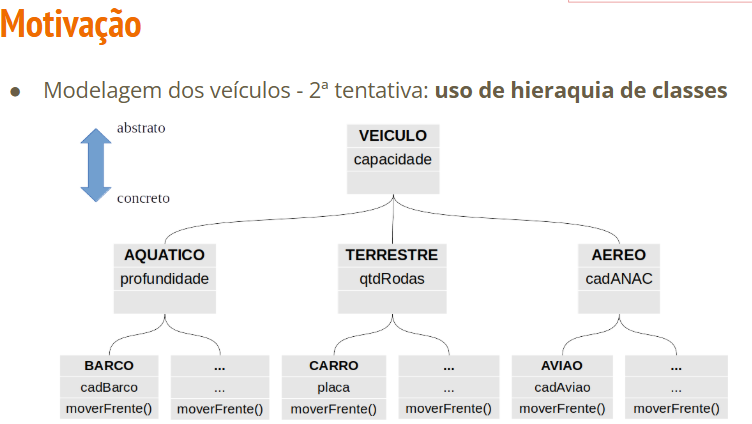 Motivação
● Modelagem dos veículos - 2ª tentativa: uso de hieraquia de classes
abstrato
concreto
VEICULO
capacidade
AQUATICO
profundidade
TERRESTRE
qtdRodas
AEREO
cadANAC
BARCO
cadBarco
moverFrente()
...
...
moverFrente()
CARRO
placa
moverFrente()
...
...
moverFrente()
AVIAO
cadAviao
moverFrente()
...
...
moverFrente()